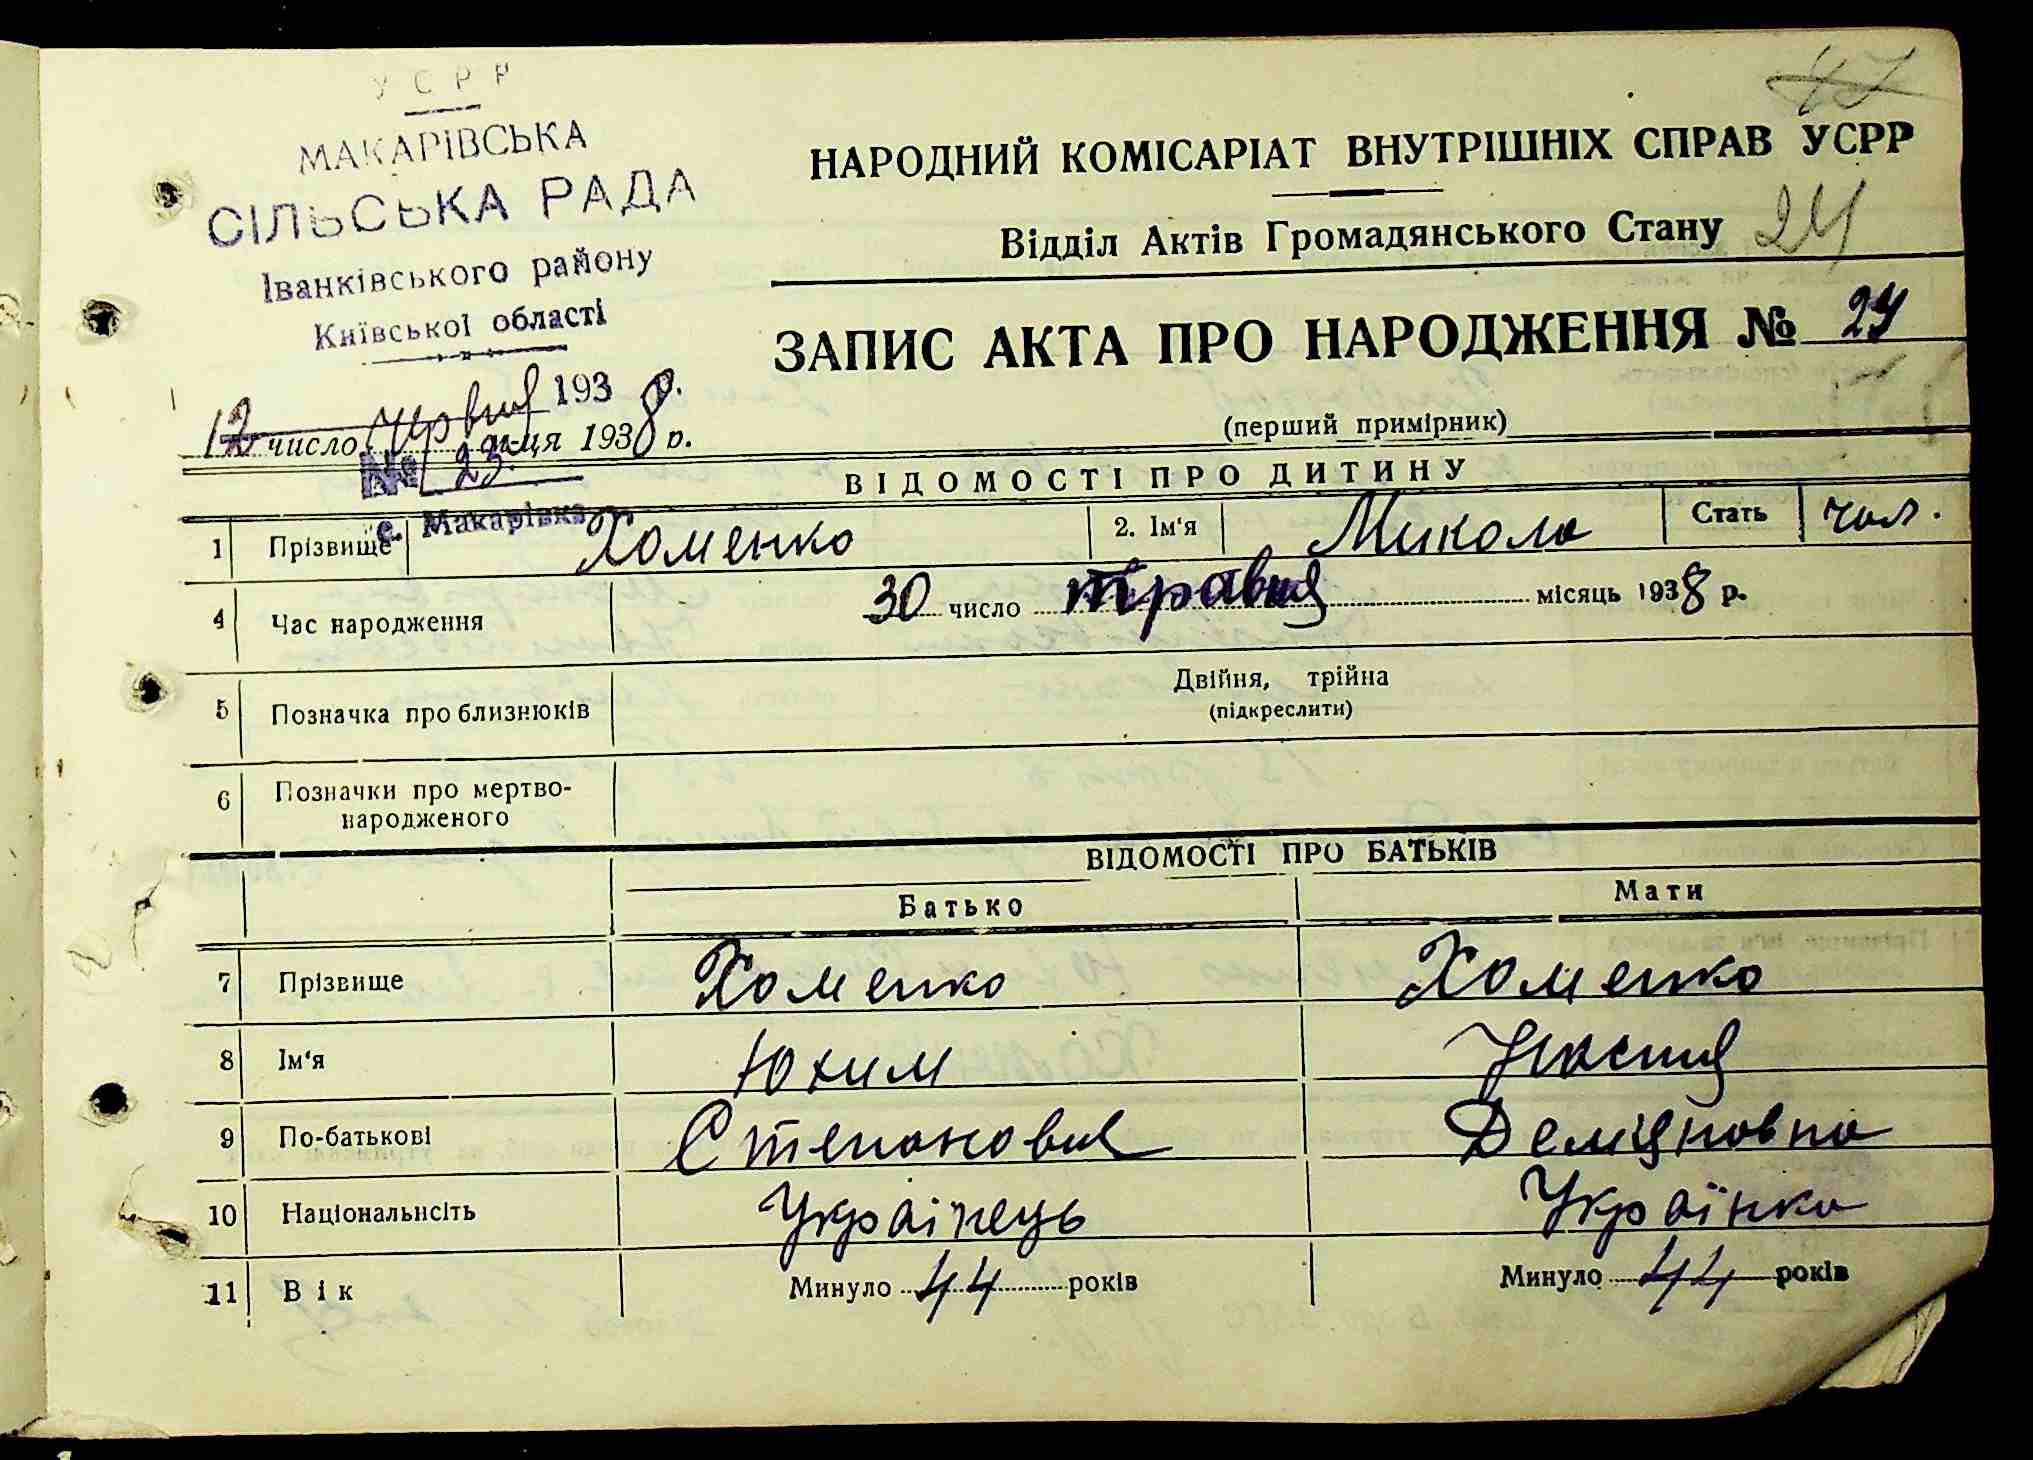 УСРР
МАКАРІВСЬКА
СІЛЬСЬКА РАДА
Іванківського району
Київської області
12 червня 1938 р.
число м-ця 1938 р.
№ 23.
с. Макарівка
47
НАРОДНИЙ КОМІСАРІАТ ВНУТРІШНІХ СПРАВ УСРР
Відділ Актів Громадянського Стану 24
ЗАПИС АКТА ПРО НАРОДЖЕННЯ № 24
(перший примірник)
ВІДОМОСТІ ПРО ДИТИНУ
1 Прізвище Хоменко 2. Ім'я Микола Стать чол.
4 Час народження 30 число травня місяць 1938 р.
5 Позначка про близнюків Двійня, трійна
(підкреслити)
6 Позначки про мертво-
народженого
ВІДОМОСТІ ПРО БАТЬКІВ
Батько Мати
7 Прізвище Хоменко Хоменко
8 Ім'я Юхим
9 По-батькові Степанович Демʼяновна
10 Національнсіть Українець Українка
11 Вік Минуло 44 років Минуло 44 років